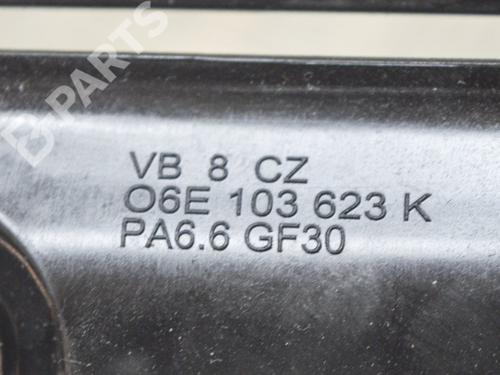 B-PARTS
VB 8 CZ
O6E 103 623 K
PA6.6 GF30